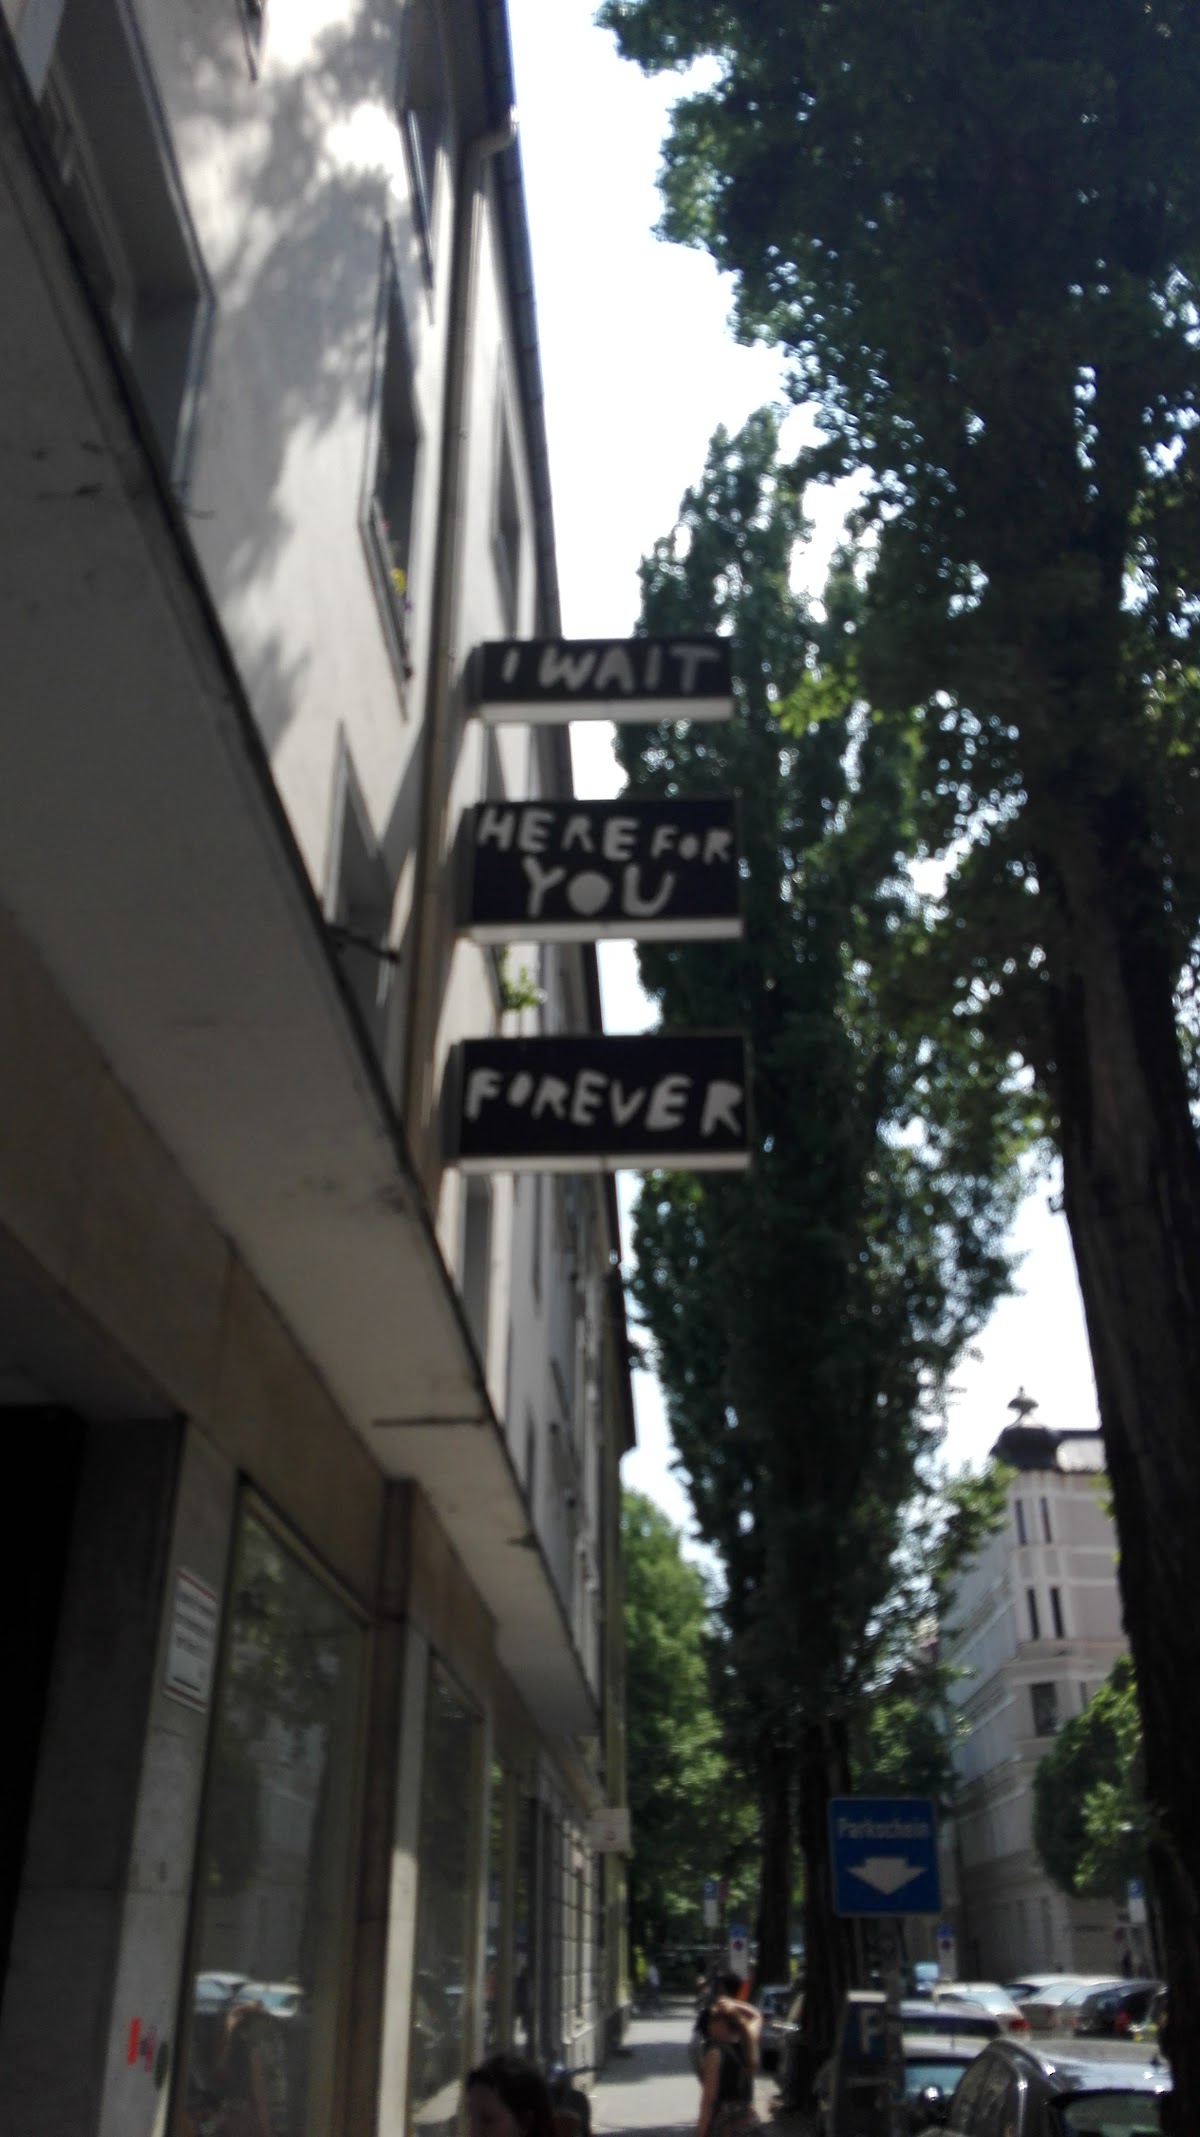 I WAIT
HERE FOR
YOU
FOREVER
Parkschein
P